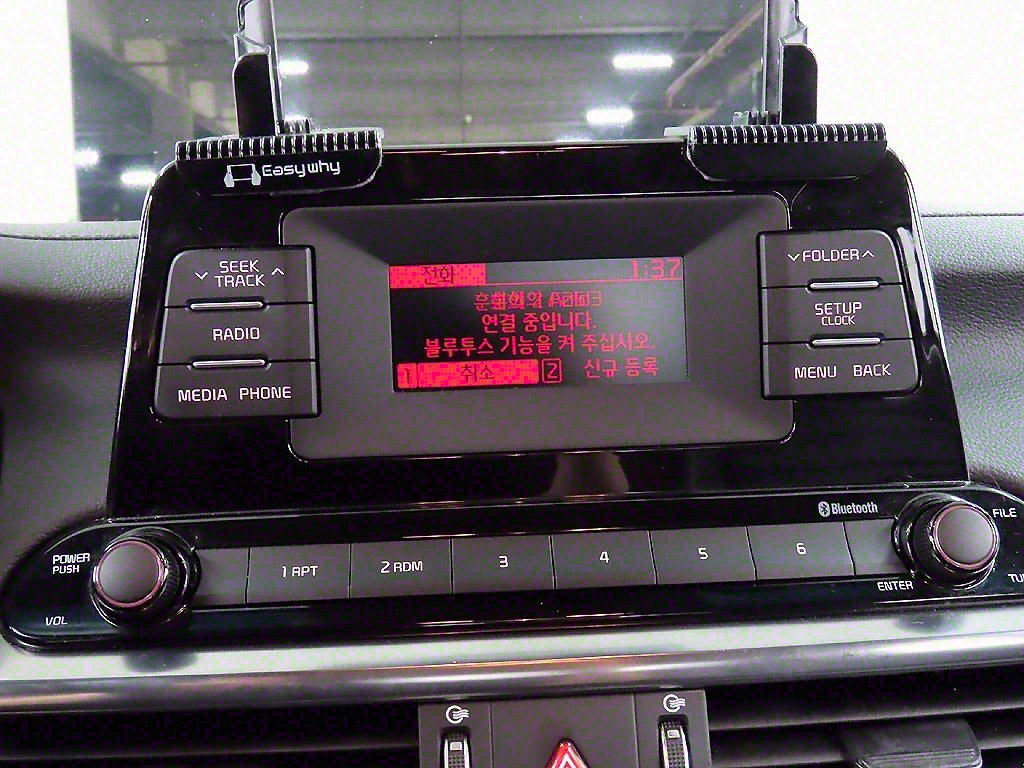 Easywhy
SEEK
TRACK
RADIO
MEDIA PHONE
전화 1:37
연결 중입니다.
블루투스 기능을 켜 주십시오.
1 취소 2 신규 등록
FOLDER
SETUP
CLOCK
MENU BACK
Bluetooth
POWER
PUSH
VOL
1 RPT
2 RDM
3
4
5
6
FILE
ENTER